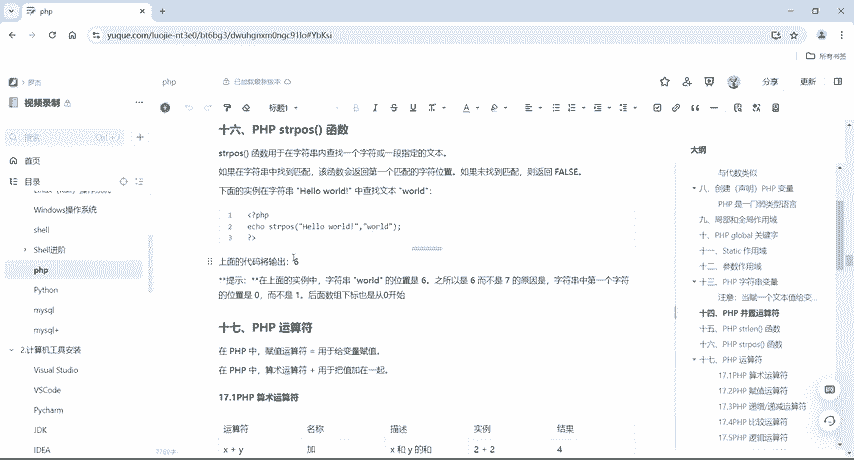 php
yuque.com/luojie-nt3e0/bt6bg3/dwuhgnxm0ngc91lo#YbKsi
所有书签
罗杰
php
已加载最新版本
分享
更新
视频录制
标题1
搜索
首页
目录
Windows操作系统
shell
Shell进阶
php
Python
mysql
mysql+
2.计算机工具安装
Visual Studio
VSCode
Pycharm
JDK
IDEA
十六、PHP strpos() 函数
strpos() 函数用于在字符串内查找一个字符或一段指定的文本。
如果在字符串中找到匹配，该函数会返回第一个匹配的字符位置。如果未找到匹配，则返回 FALSE。
下面的实例在字符串 "Hello world!" 中查找文本 "world"：
1 <?php
2 echo strpos("Hello world!","world");
3 ?>
上面的代码将输出：6
**提示：**在上面的实例中，字符串 "world" 的位置是 6。之所以是 6 而不是 7 的原因是，字符串中第一个字符
的位置是 0，而不是 1。后面数组下标也是从0开始
十七、PHP 运算符
在 PHP 中，赋值运算符 = 用于给变量赋值。
在 PHP 中，算术运算符 + 用于把值加在一起。
17.1PHP 算术运算符
运算符 名称 描述 实例 结果
x + y 加 x 和 y 的和 2 + 2 4
大纲
与代数类似
八、创建（声明）PHP 变量
PHP 是一门弱类型语言
九、局部和全局作用域
十、PHP global 关键字
十一、Static 作用域
十二、参数作用域
十三、PHP 字符串变量
注意：当赋一个文本值给变...
十四、PHP 并置运算符
十五、PHP strlen() 函数
十六、PHP strpos() 函数
十七、PHP 运算符
17.1PHP 算术运算符
17.2PHP 赋值运算符
17.3PHP 递增/递减运算符
17.4PHP 比较运算符
17.5PHP 逻辑运算符